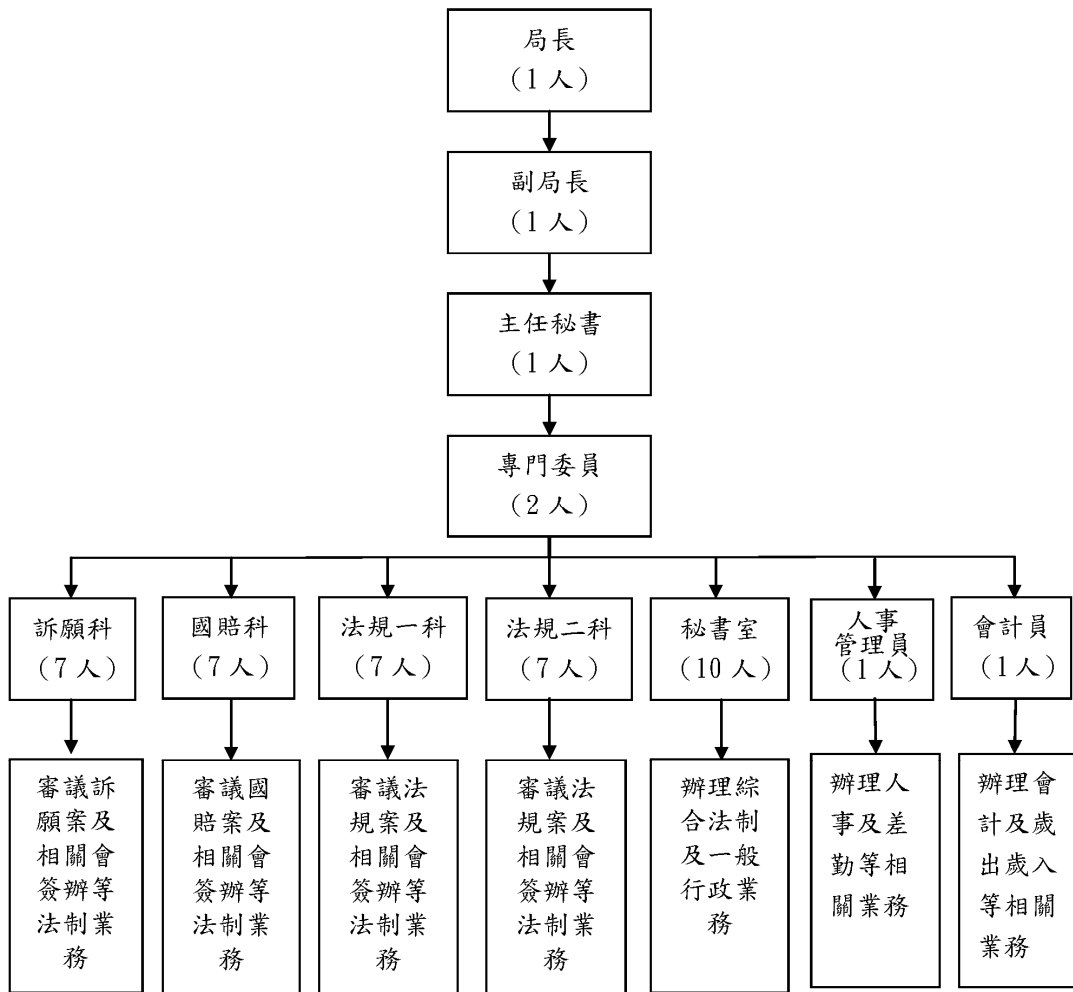 局長
（1人）
副局長
（1人）
主任秘書
（1人）
專門委員
（2人）
訴願科
（7人）
國賠科
（7人）
法規一科
（7人）
法規二科
（7人）
秘書室
（10人）
人事
管理員
（1人）
會計員
（1人）
審議訴
願案及
相關會
簽辦等
法制業
務
審議國
賠案及
相關會
簽辦等
法制業
務
審議法
規案及
相關會
簽辦等
法制業
務
審議法
規案及
相關會
簽辦等
法制業
務
辦理綜
合法制
及一般
行政業
務
辦理人
事及差
勤等相
關業務
辦理會
計及歲
出歲入
等相關
業務